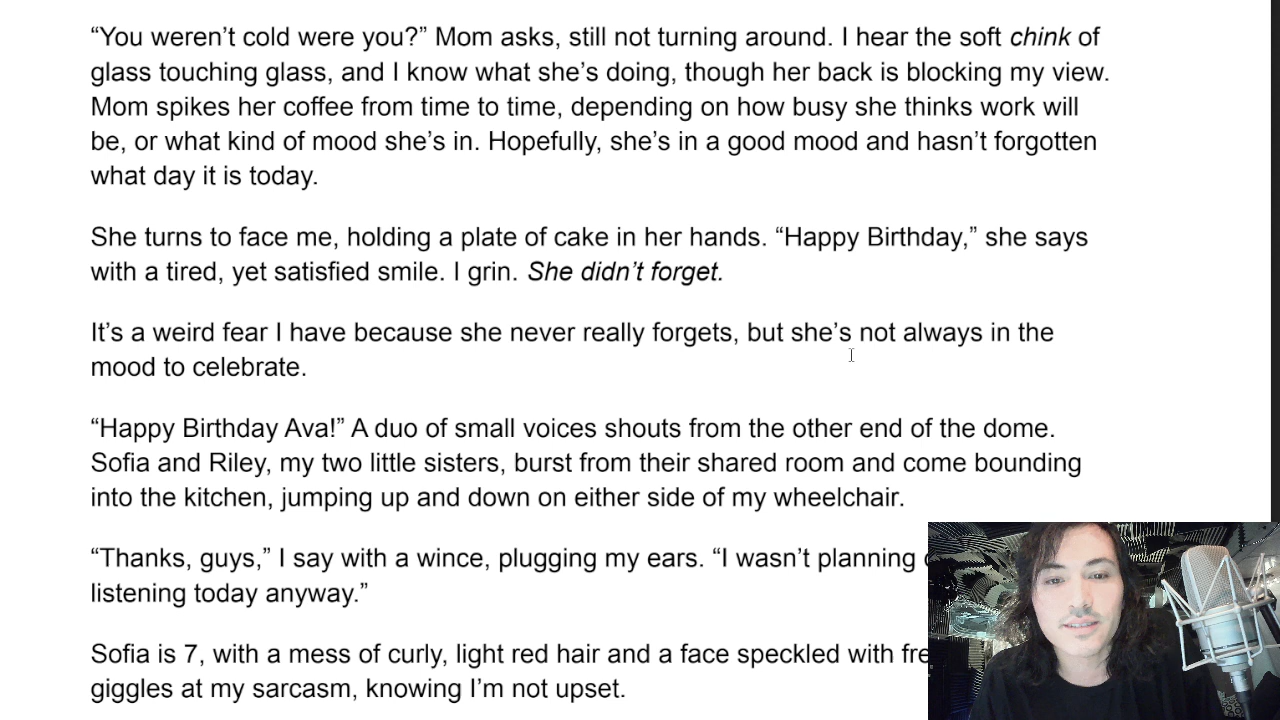 “You weren’t cold were you?” Mom asks, still not turning around. I hear the soft chink of
glass touching glass, and I know what she’s doing, though her back is blocking my view.
Mom spikes her coffee from time to time, depending on how busy she thinks work will
be, or what kind of mood she’s in. Hopefully, she’s in a good mood and hasn’t forgotten
what day it is today.
She turns to face me, holding a plate of cake in her hands. “Happy Birthday,” she says
with a tired, yet satisfied smile. I grin. She didn’t forget.
It’s a weird fear I have because she never really forgets, but she’s not always in the
mood to celebrate.
“Happy Birthday Ava!” A duo of small voices shouts from the other end of the dome.
Sofia and Riley, my two little sisters, burst from their shared room and come bounding
into the kitchen, jumping up and down on either side of my wheelchair.
“Thanks, guys,” I say with a wince, plugging my ears. “I wasn’t planning
listening today anyway.”
Sofia is 7, with a mess of curly, light red hair and a face speckled with
giggles at my sarcasm, knowing I’m not upset.